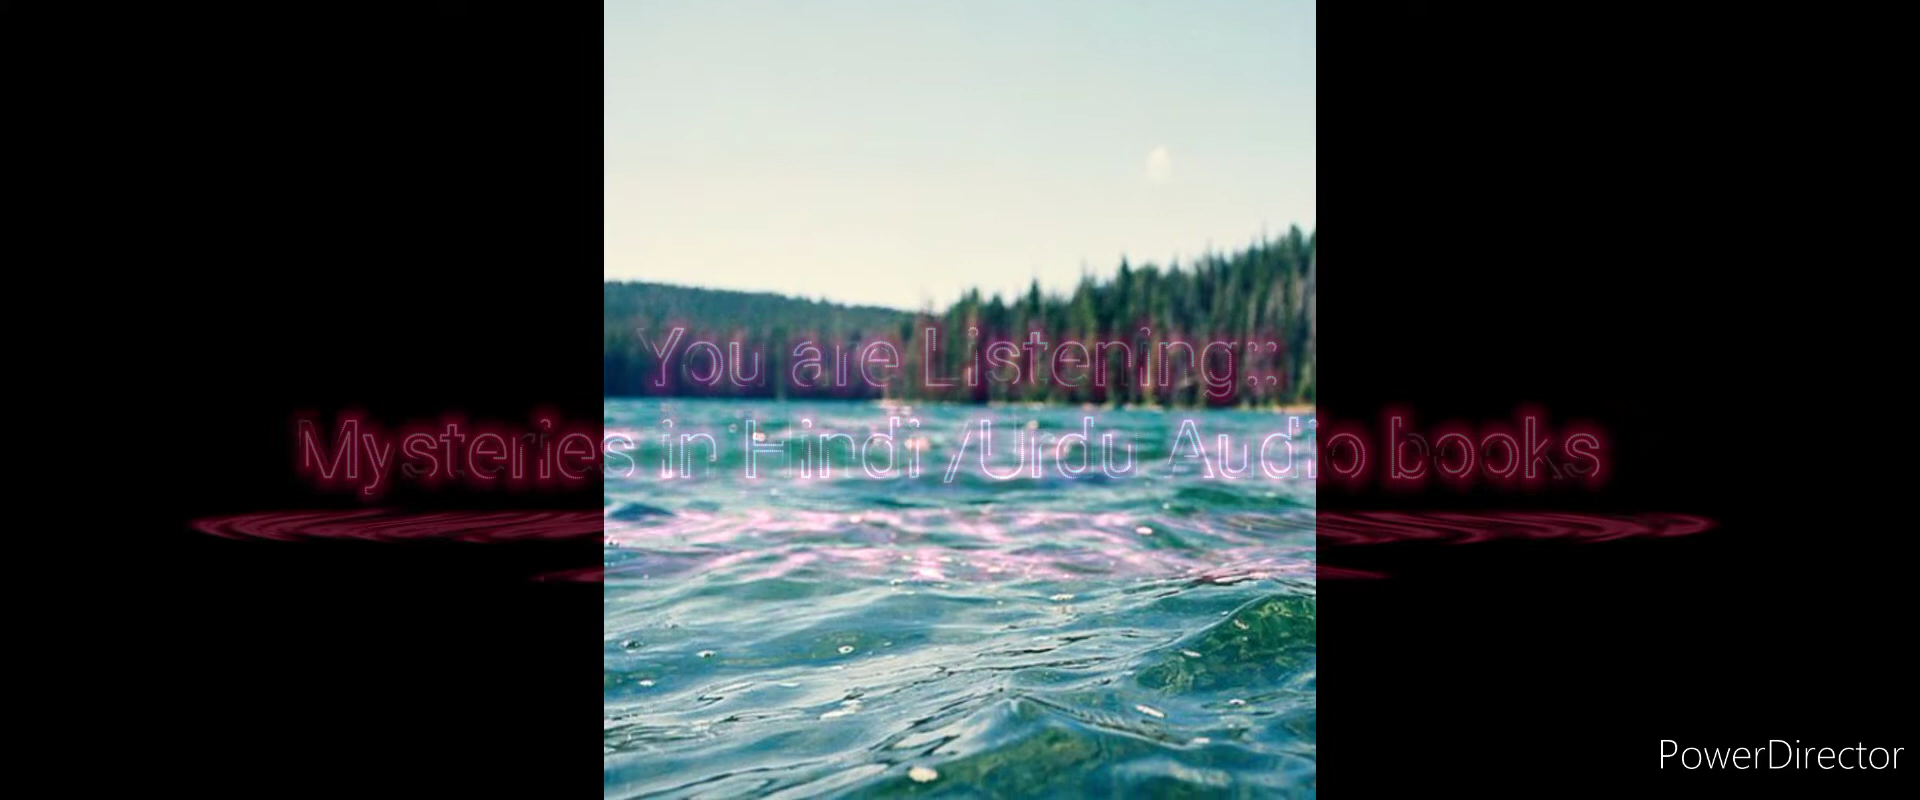 You are Listening::
Mysteries in Hindi /Urdu Audio books
PowerDirector